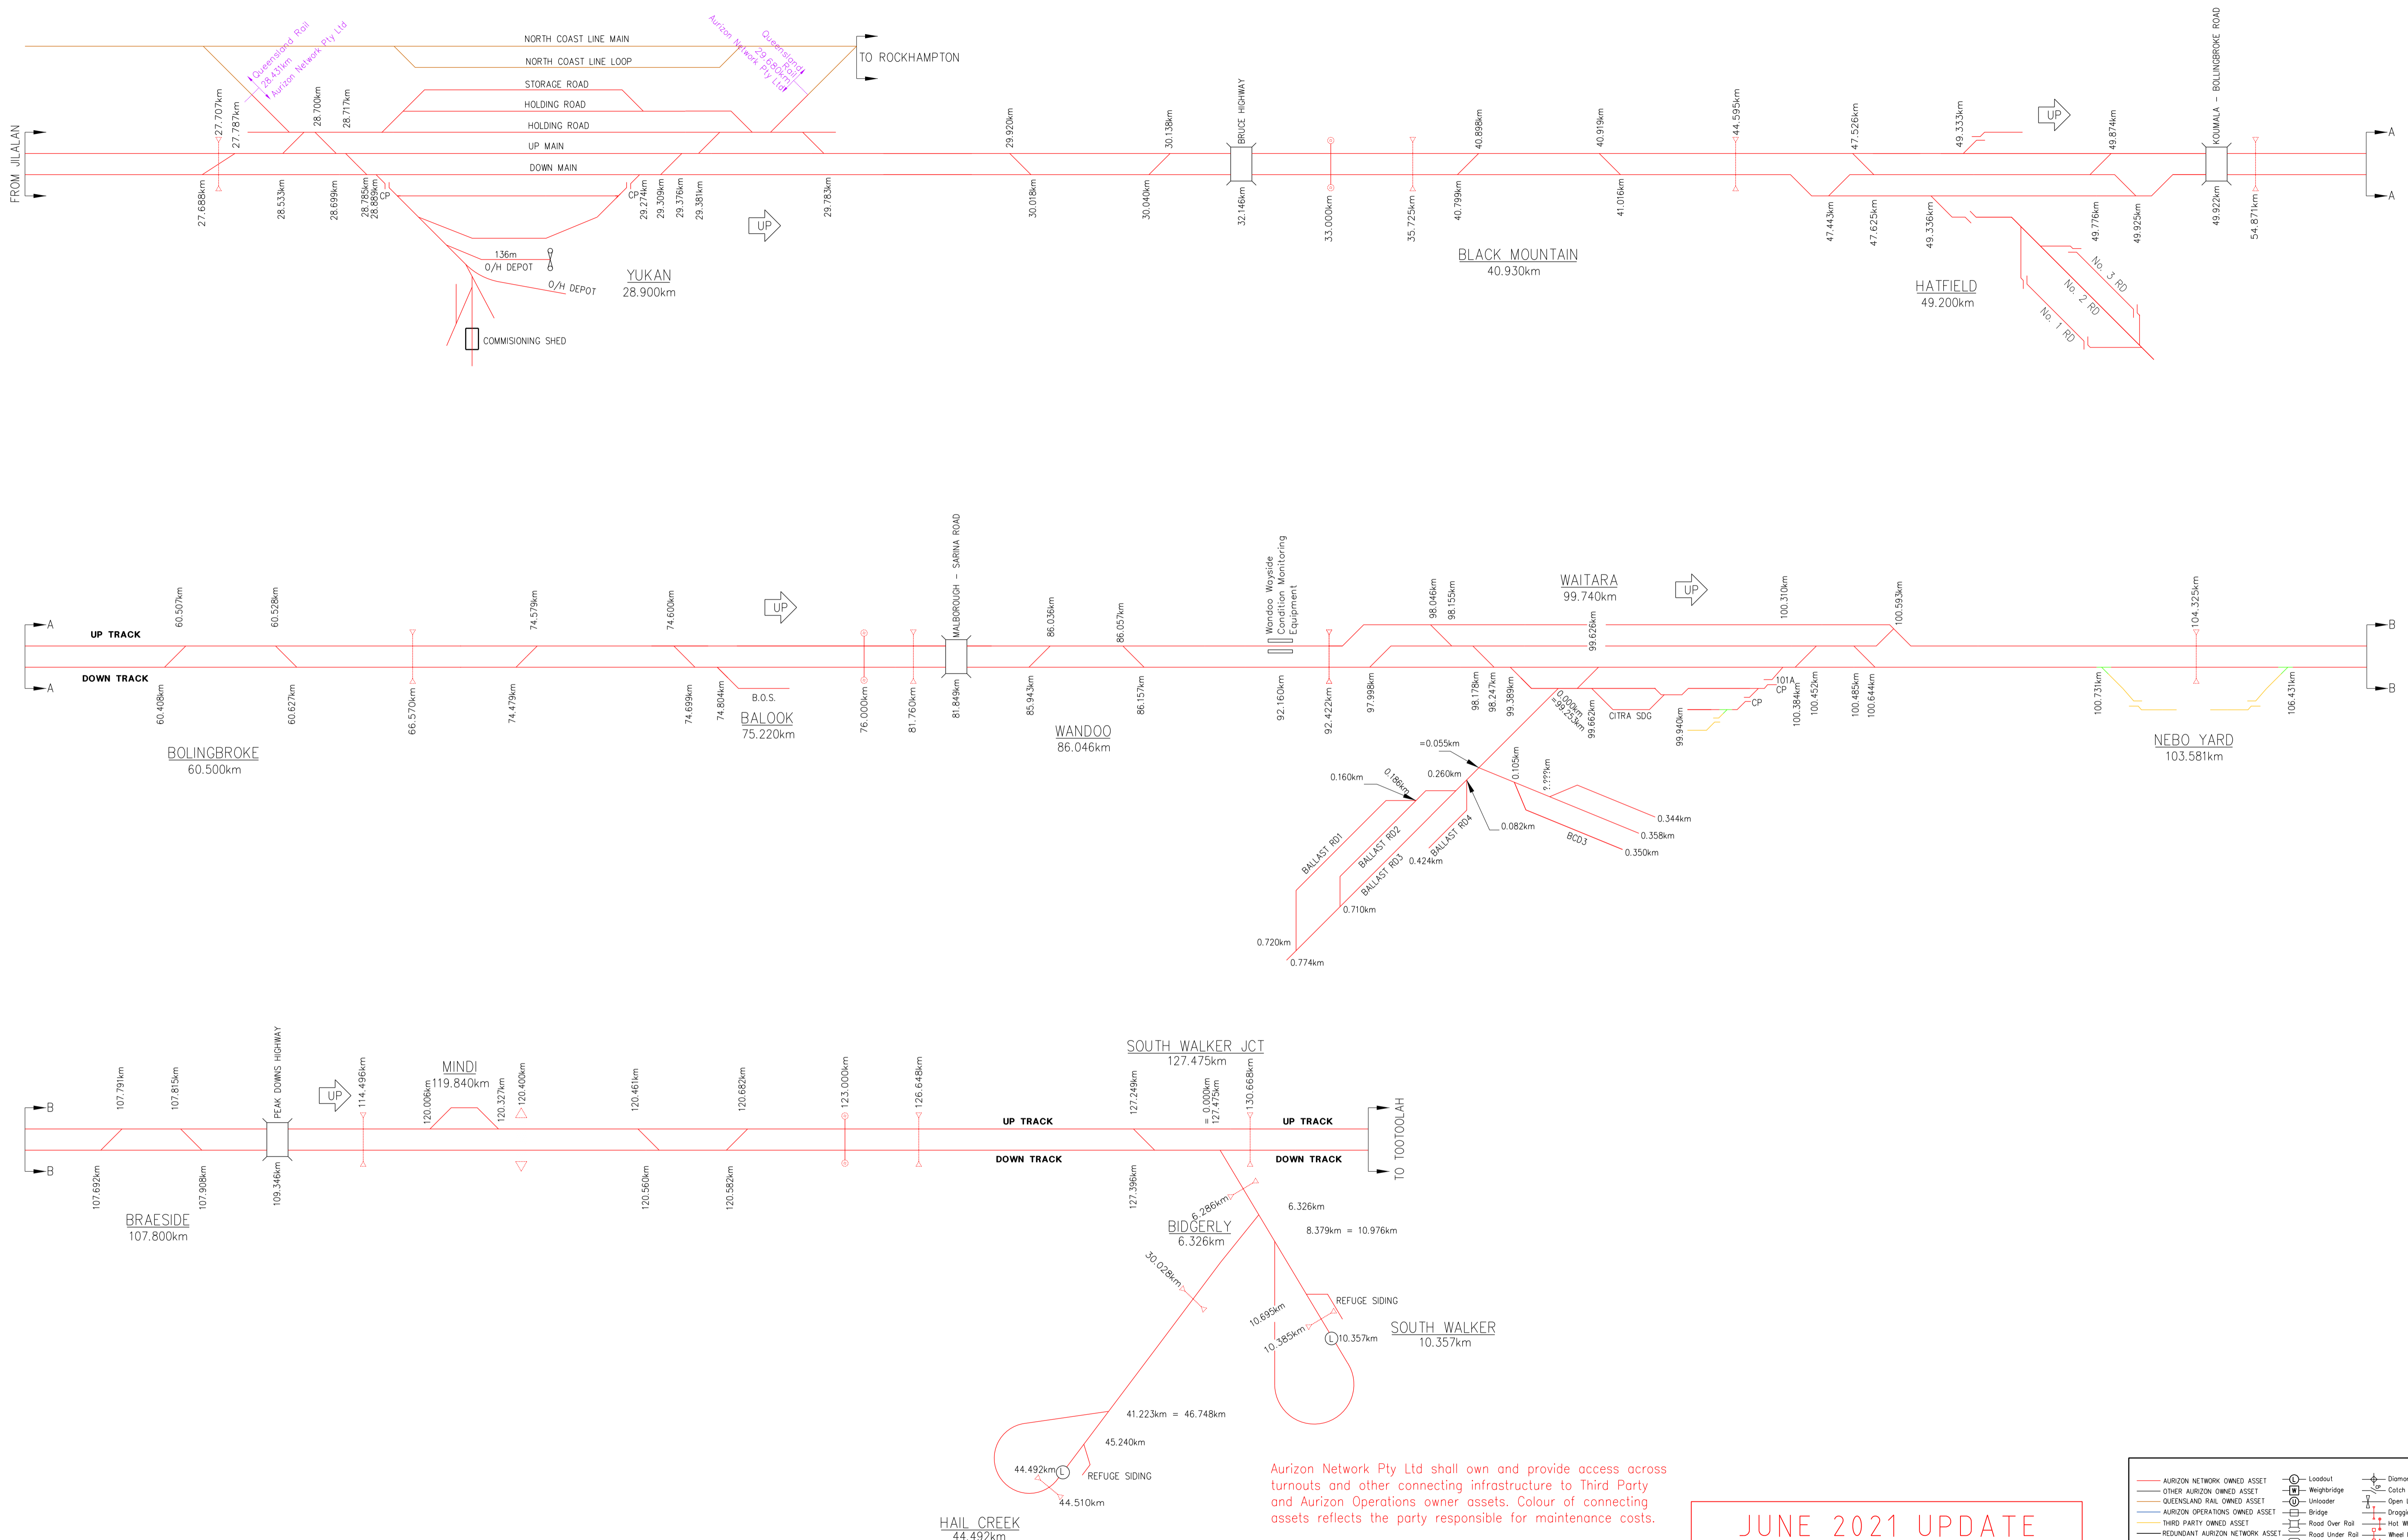 NORTH COAST LINE MAIN
NORTH COAST LINE LOOP
STORAGE ROAD
HOLDING ROAD
HOLDING ROAD
UP MAIN
DOWN MAIN
Queensland Rail
28.431km
Aurizon Network Pty Ltd
Queensland Rail
29.680km
Aurizon Network Pty Ltd
TO ROCKHAMPTON
FROM JILALAN
27.707km
27.787km
28.700km
28.717km
29.920km
30.138km
BRUCE HIGHWAY
40.898km
40.919km
44.595km
47.526km
49.333km
UP
49.874km
KOUMALA - BOLLINGBROKE ROAD
A
A
27.688km
28.533km
28.699km
28.785km
28.889km
CP
CP
29.274km
29.309km
29.376km
29.381km
UP
29.783km
30.018km
30.040km
32.146km
33.000km
35.725km
40.799km
41.016km
47.443km
47.625km
49.336km
49.776km
49.925km
49.922km
54.871km
136m
O/H DEPOT
O/H DEPOT
COMMISIONING SHED
YUKAN
28.900km
BLACK MOUNTAIN
40.930km
HATFIELD
49.200km
No. 3 RD
No. 2 RD
No. 1 RD
A
A
UP TRACK
DOWN TRACK
60.507km
60.528km
74.579km
74.600km
UP
MALBOROUGH - SARINA ROAD
86.036km
86.057km
Wandoo Wayside
Condition Monitoring
Equipment
98.046km
98.155km
WAITARA
99.740km
99.626km
UP
100.310km
100.593km
104.325km
B
B
60.408km
60.627km
66.570km
74.479km
74.699km
74.804km
B.O.S.
BALOOK
75.220km
76.000km
81.760km
81.849km
85.943km
86.157km
92.160km
92.422km
97.998km
98.178km
98.247km
99.389km
0.000km
=99.253km
99.662km
CITRA SDG
99.940km
101A
CP
CP
100.384km
100.452km
100.485km
100.644km
100.731km
106.431km
BOLINGBROKE
60.500km
WANDOO
86.046km
NEBO YARD
103.581km
=0.055km
0.160km
0.186km
0.260km
0.105km
?.???km
0.344km
0.358km
0.350km
BCD3
0.082km
BALLAST RD1
BALLAST RD2
BALLAST RD3
BALLAST RD4
0.424km
0.710km
0.720km
0.774km
B
B
107.791km
107.815km
PEAK DOWNS HIGHWAY
UP
114.496km
MINDI
119.840km
120.006km
120.327km
120.400km
120.461km
120.682km
123.000km
126.648km
UP TRACK
DOWN TRACK
SOUTH WALKER JCT
127.475km
127.249km
= 0.000km
127.475km
130.668km
UP TRACK
DOWN TRACK
TO TOOTOOLAH
107.692km
107.908km
109.346km
120.560km
120.582km
127.396km
BRAESIDE
107.800km
6.286km
BIDGERLY
6.326km
6.326km
8.379km = 10.976km
30.028km
10.695km
10.385km
REFUGE SIDING
L
10.357km
SOUTH WALKER
10.357km
41.223km = 46.748km
45.240km
REFUGE SIDING
44.492km
L
44.510km
HAIL CREEK
44.492km
Aurizon Network Pty Ltd shall own and provide access across
turnouts and other connecting infrastructure to Third Party
and Aurizon Operations owner assets. Colour of connecting
assets reflects the party responsible for maintenance costs.
JUNE 2021 UPDATE
AURIZON NETWORK OWNED ASSET
OTHER AURIZON OWNED ASSET
QUEENSLAND RAIL OWNED ASSET
AURIZON OPERATIONS OWNED ASSET
THIRD PARTY OWNED ASSET
REDUNDANT AURIZON NETWORK ASSET
L Loadout
W Weighbridge
U Unloader
Bridge
Road Over Rail
Road Under Rail
CP Catch
Open
Hot
Wheel